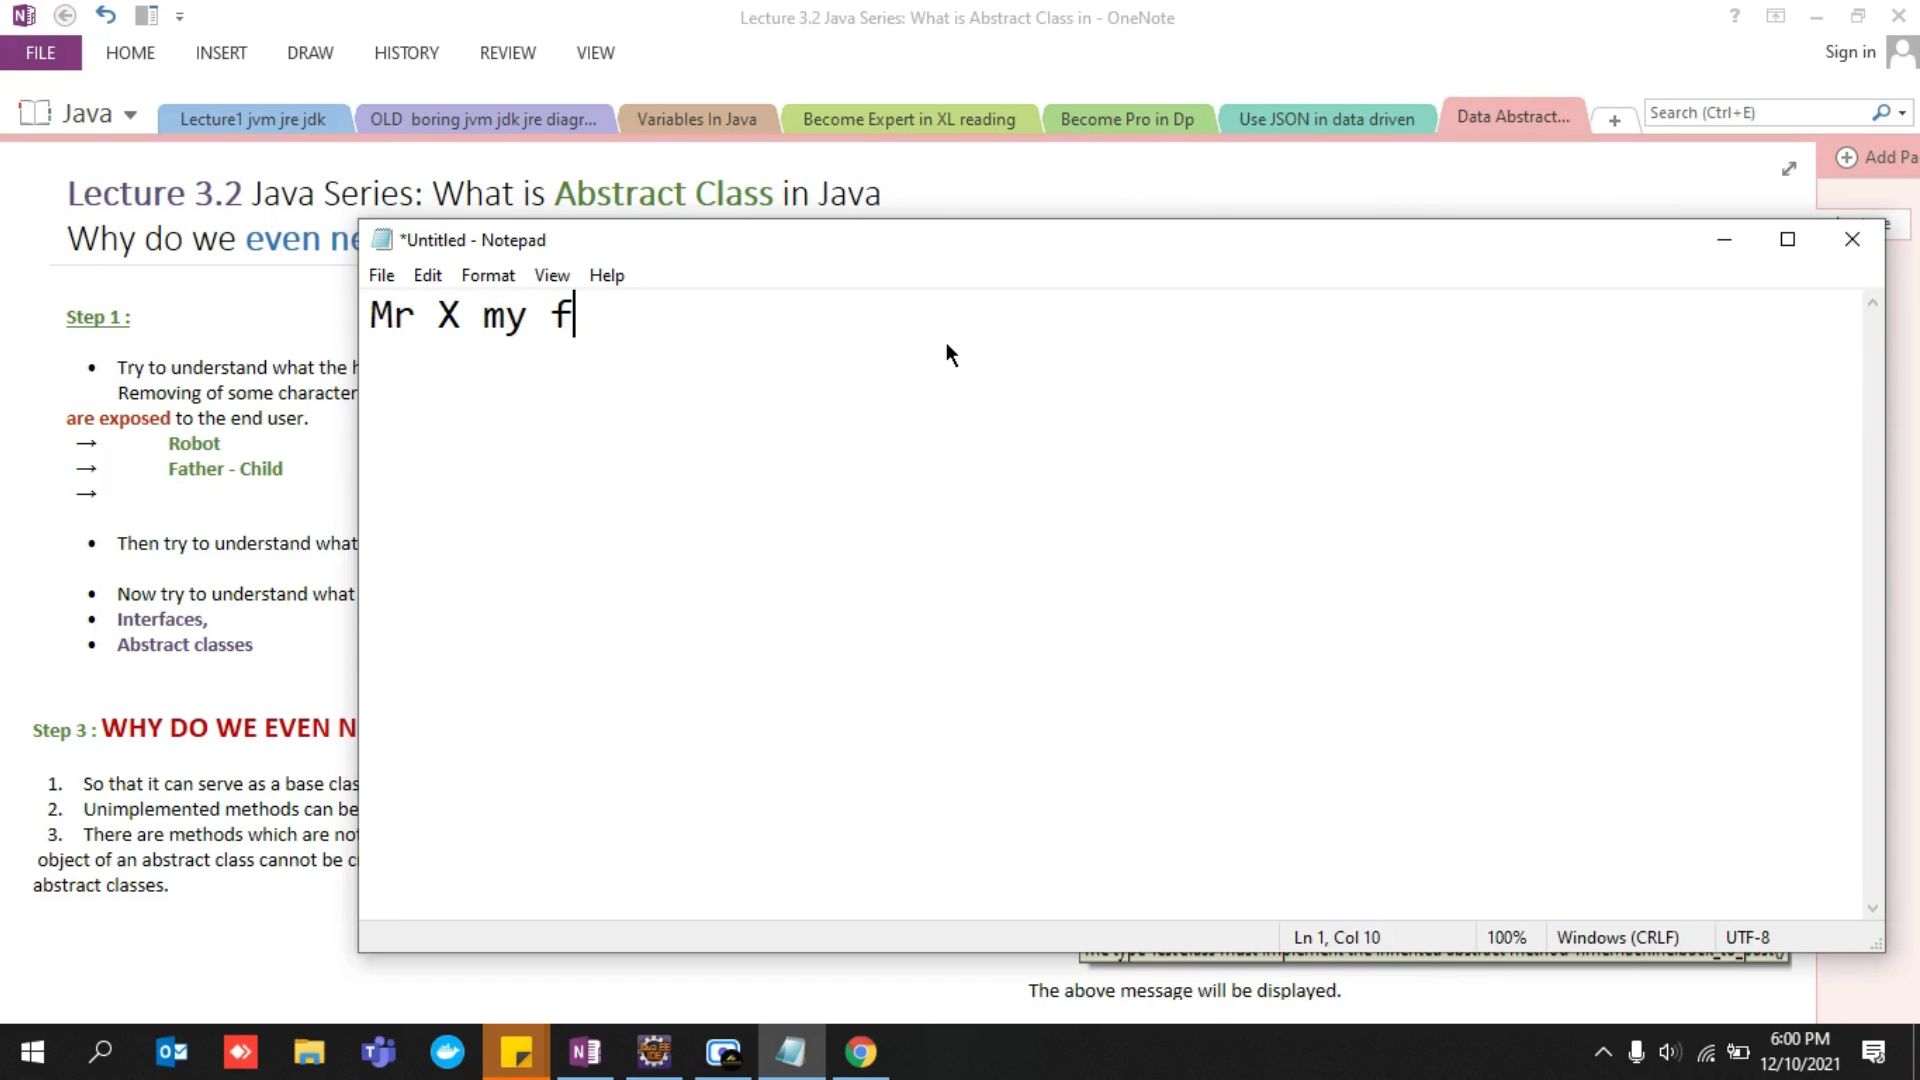 Lecture 3.2 Java Series: What is Abstract Class in - OneNote
?
FILE HOME INSERT DRAW HISTORY REVIEW VIEW
Sign in
Java
Lecture1 jvm jre jdk
OLD boring jvm jdk jre diagr...
Variables In Java
Become Expert in XL reading
Become Pro in Dp
Use JSON in data driven
Data Abstract...
+
Search (Ctrl+E)
Add Pa
Lecture 3.2 Java Series: What is Abstract Class in Java
Why do we even ne
*Untitled - Notepad
File Edit Format View Help
Mr X my f
Step 1 :
• Try to understand what the h
Removing of some character
are exposed to the end user.
→ Robot
→ Father - Child
→
• Then try to understand what
• Now try to understand what
• Interfaces,
• Abstract classes
Step 3 : WHY DO WE EVEN N
1. So that it can serve as a base clas
2. Unimplemented methods can be
3. There are methods which are not
object of an abstract class cannot be c
abstract classes.
Ln 1, Col 10 100% Windows (CRLF) UTF-8
The above message will be displayed.
6:00 PM
12/10/2021